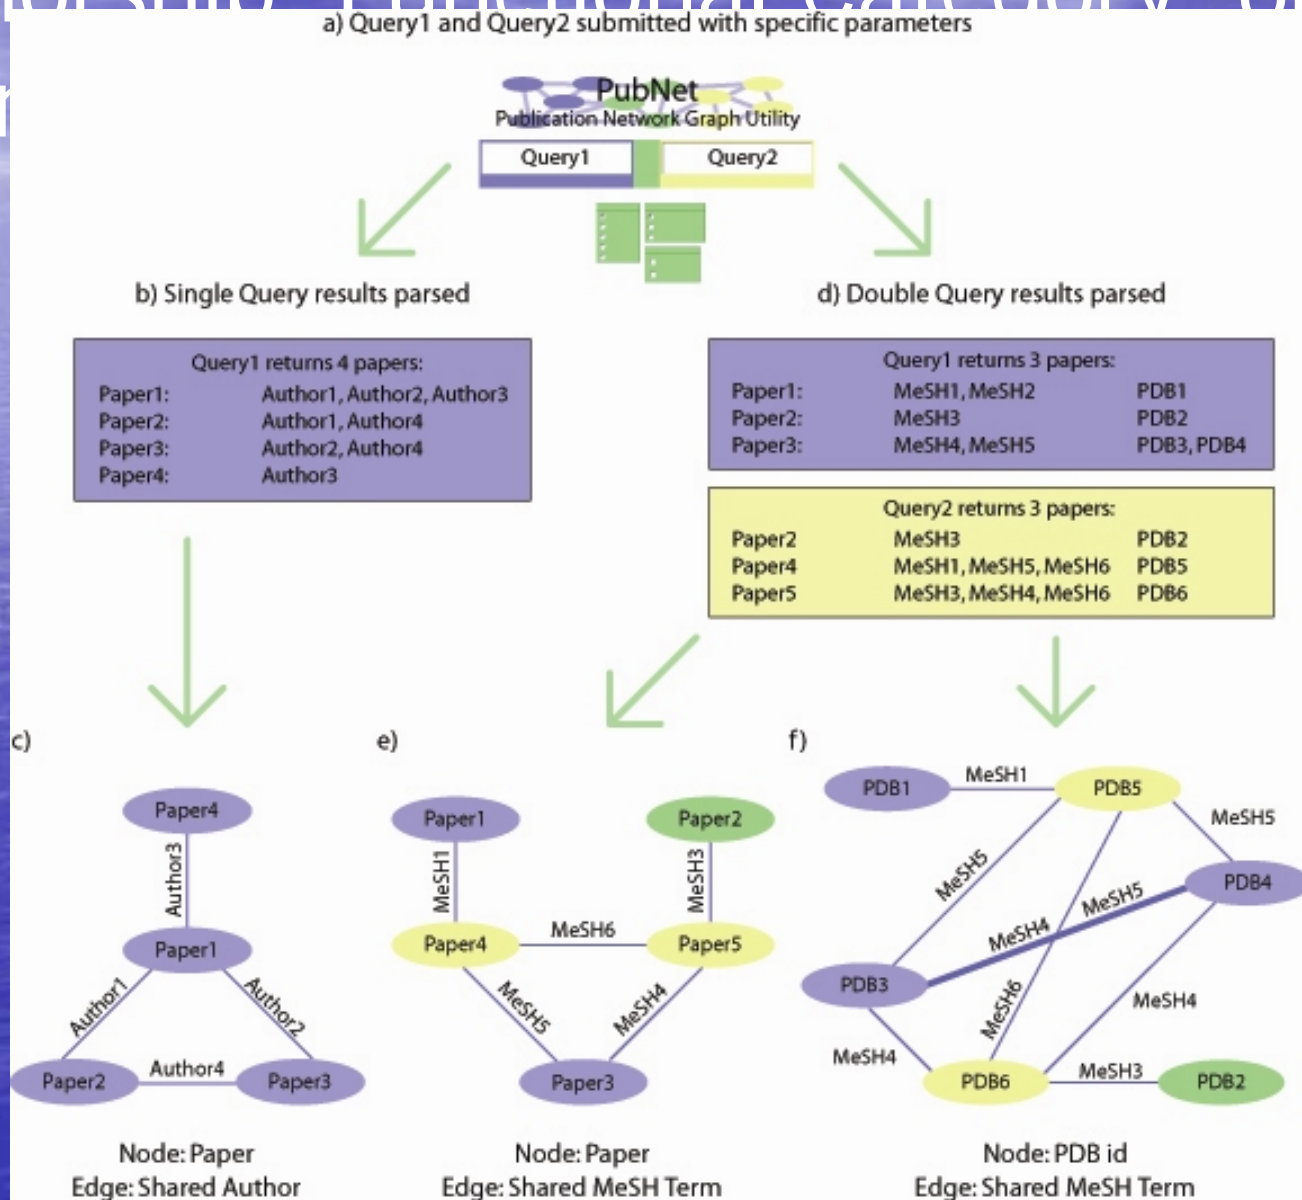 a) Query1 and Query2 submitted with specific parameters
PubNet
Publication Network Graph Utility
Query1 Query2
b) Single Query results parsed
Query1 returns 4 papers:
Paper1: Author1, Author2, Author3
Paper2: Author1, Author4
Paper3: Author2, Author4
Paper4: Author3
d) Double Query results parsed
Query1 returns 3 papers:
Paper1: MeSH1, MeSH2 PDB1
Paper2: MeSH3 PDB2
Paper3: MeSH4, MeSH5 PDB3, PDB4
Query2 returns 3 papers:
Paper2 MeSH3 PDB2
Paper4 MeSH1, MeSH5, MeSH6 PDB5
Paper5 MeSH3, MeSH4, MeSH6 PDB6
c)
Paper4
Author3
Paper1
Author1
Author2
Paper2
Author4
Paper3
Node: Paper
Edge: Shared Author
e)
Paper1
Paper2
MeSH1
MeSH3
Paper4
MeSH6
Paper5
MeSH5
MeSH4
Paper3
Node: Paper
Edge: Shared MeSH Term
f)
PDB1
MeSH1
PDB5
MeSH5
MeSH5
PDB4
MeSH4
MeSH5
PDB3
MeSH6
MeSH4
MeSH4
PDB6
MeSH3
PDB2
Node: PDB id
Edge: Shared MeSH Term